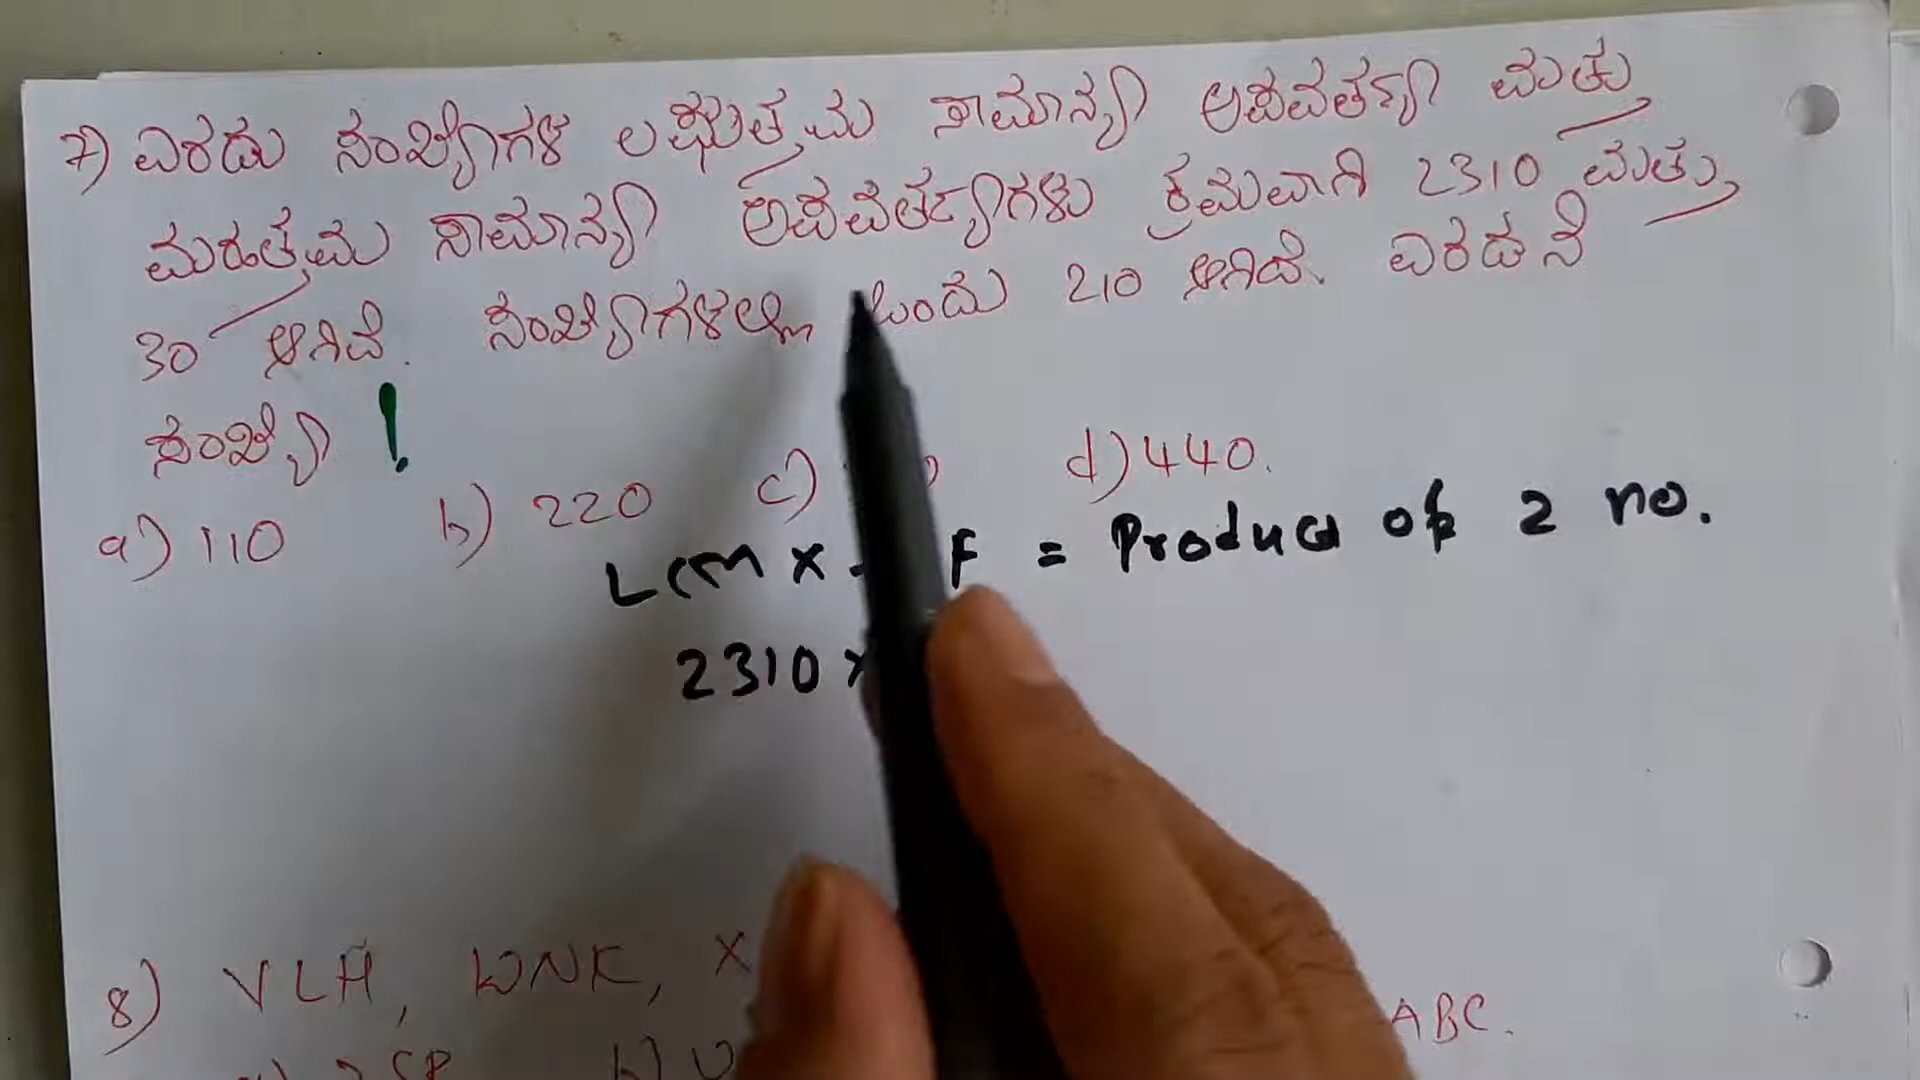 7) ಎರಡು ಸಂಖ್ಯೆಗಳ ಲಘುತ್ತಮ ಸಾಮಾನ್ಯ ಅಪವರ್ತ್ಯ ಮತ್ತು
ಮಹತ್ತಮ ಸಾಮಾನ್ಯ ಅಪವರ್ತ್ಯಗಳು ಕ್ರಮವಾಗಿ 2310 ಮತ್ತು
30 ಆಗಿವೆ. ಸಂಖ್ಯೆಗಳಲ್ಲಿ ಒಂದು 210 ಆಗಿದೆ. ಎರಡನೆ
ಸಂಖ್ಯೆ !
a) 110 b) 220 c) d) 440.
LCM x F = Product of 2 no.
2310 x
8) VLH, WNK, X ABC.